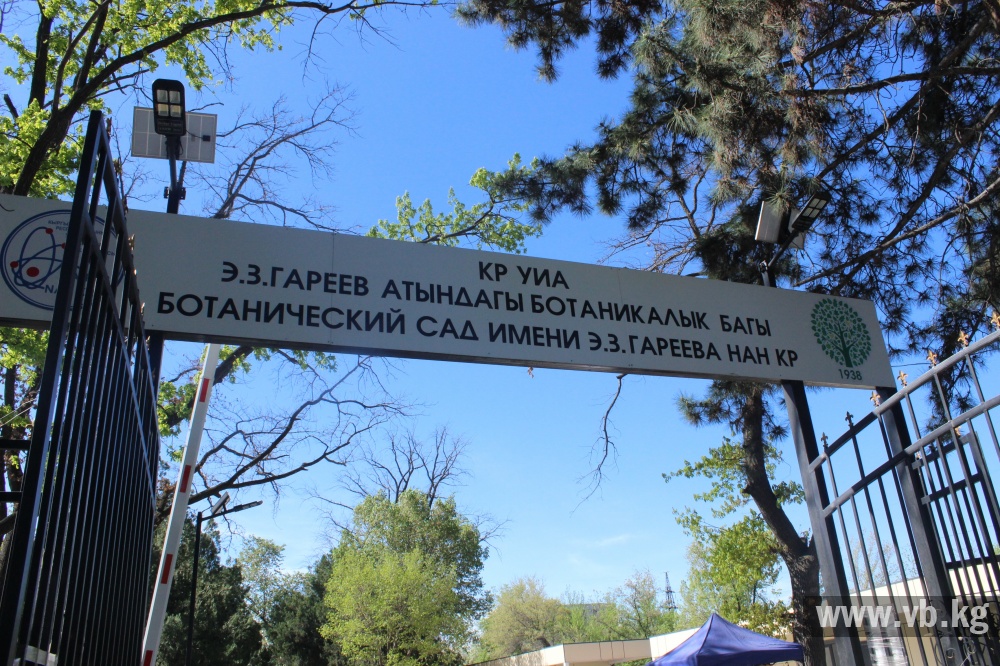 КР УИА
Э.З.ГАРЕЕВ АТЫНДАГЫ БОТАНИКАЛЫК БАГЫ
БОТАНИЧЕСКИЙ САД ИМЕНИ Э.З.ГАРЕЕВА НАН КР
1938
www.vb.kg